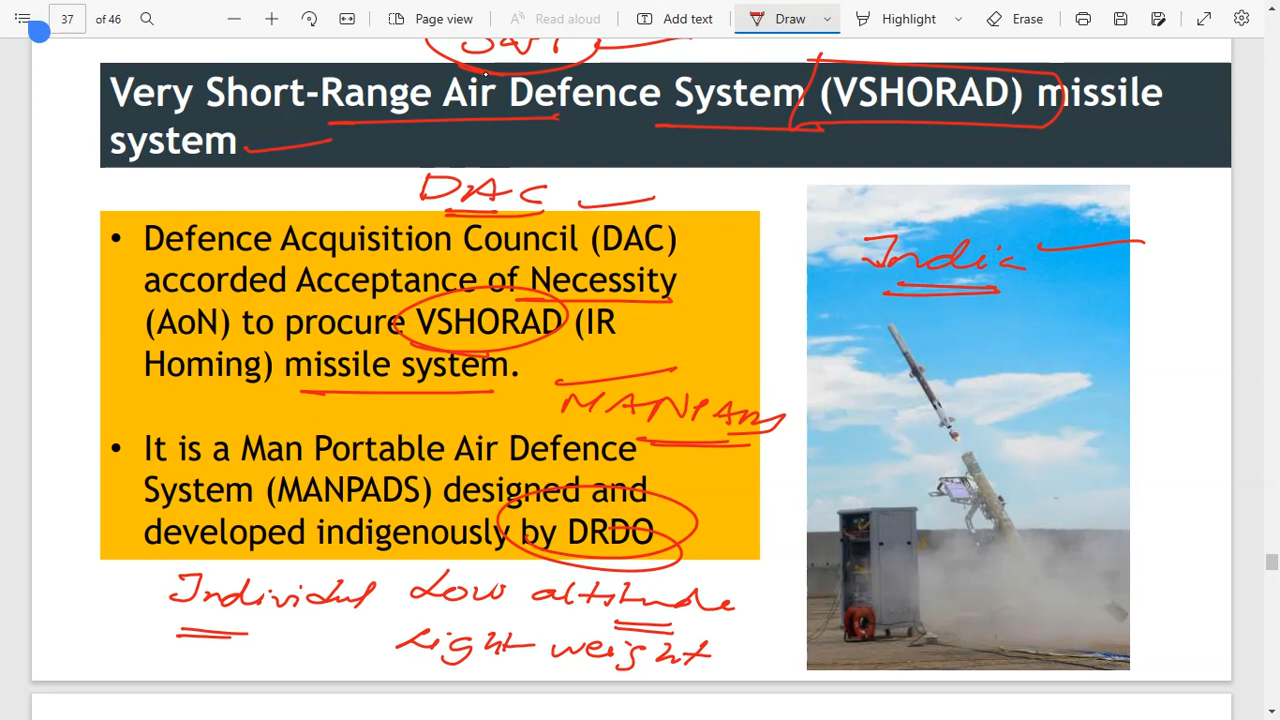 37 of 46 Page view Read aloud Add text Draw Highlight Erase
Very Short-Range Air Defence System (VSHORAD) missile
system
DAC
• Defence Acquisition Council (DAC)
accorded Acceptance of Necessity
(AoN) to procure VSHORAD (IR
Homing) missile system.
India
MANPADS
• It is a Man Portable Air Defence
System (MANPADS) designed and
developed indigenously by DRDO
Individual Low altitude
Light weight